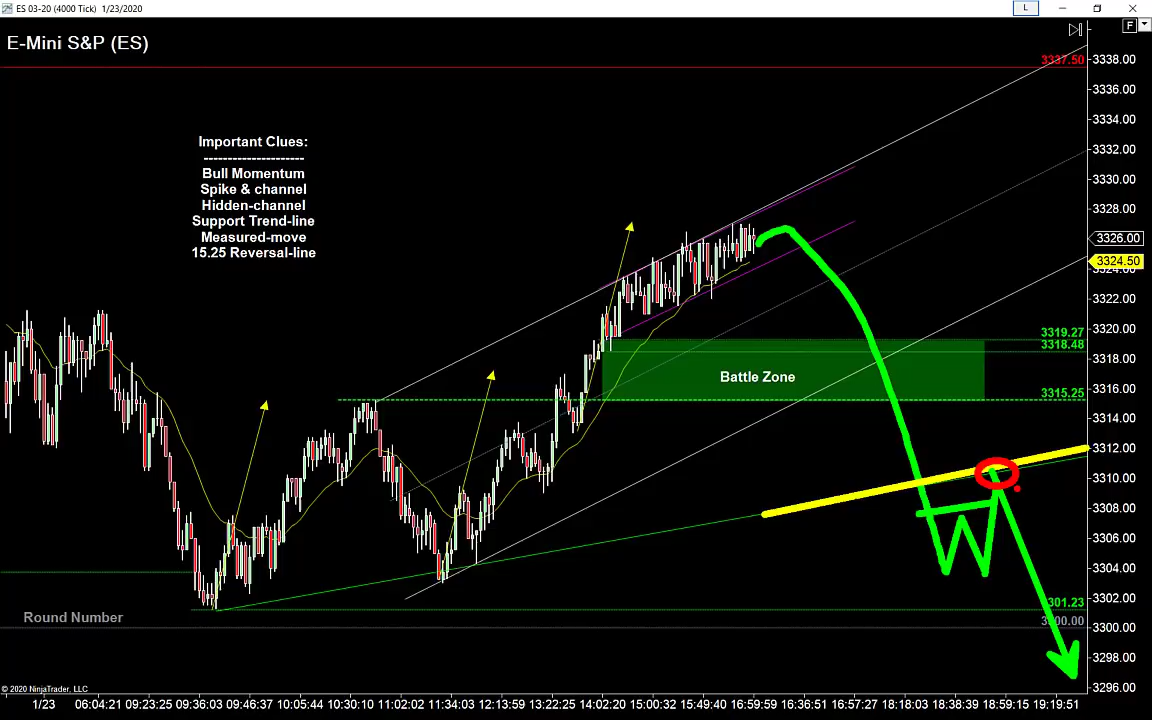 ES 03-20 (4000 Tick) 1/23/2020
L
F
E-Mini S&P (ES)
3337.50
3338.00
3336.00
3334.00
3332.00
3330.00
3328.00
3326.00
3324.50
3324.00
3322.00
3320.00
3318.00
3316.00
3314.00
3312.00
3310.00
3308.00
3306.00
3304.00
3302.00
3300.00
3298.00
3296.00
Important Clues:
---------------------
Bull Momentum
Spike & channel
Hidden-channel
Support Trend-line
Measured-move
15.25 Reversal-line
3319.27
3318.48
Battle Zone
3315.25
301.23
Round Number
00.00
© 2020 NinjaTrader, LLC
1/23 06:04:21 09:23:25 09:36:03 09:46:37 10:05:44 10:30:10 11:02:02 11:34:03 12:13:59 13:22:25 14:02:20 15:00:32 15:49:40 16:59:59 16:36:51 16:57:27 18:18:03 18:38:39 18:59:15 19:19:51